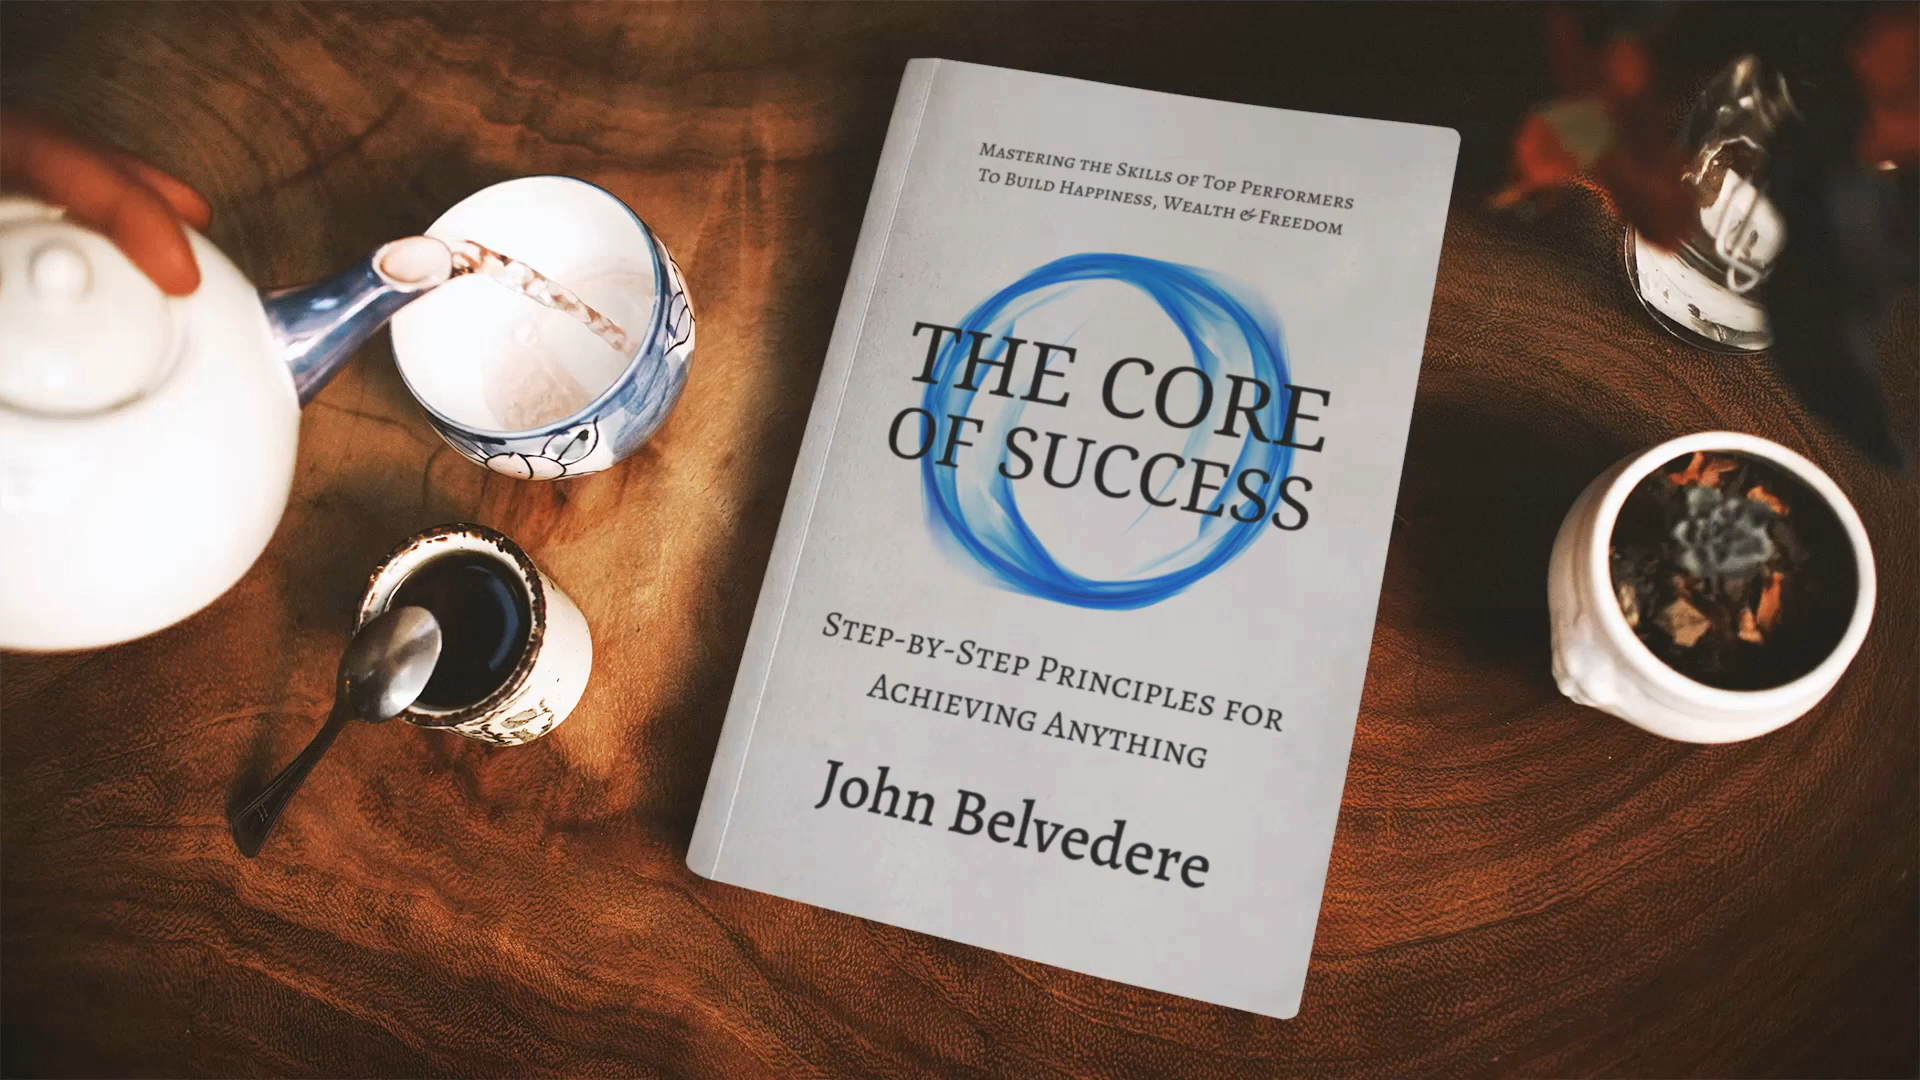 Mastering the Skills of Top Performers
To Build Happiness, Wealth & Freedom
THE CORE
OF SUCCESS
Step-by-Step Principles for
Achieving Anything
John Belvedere